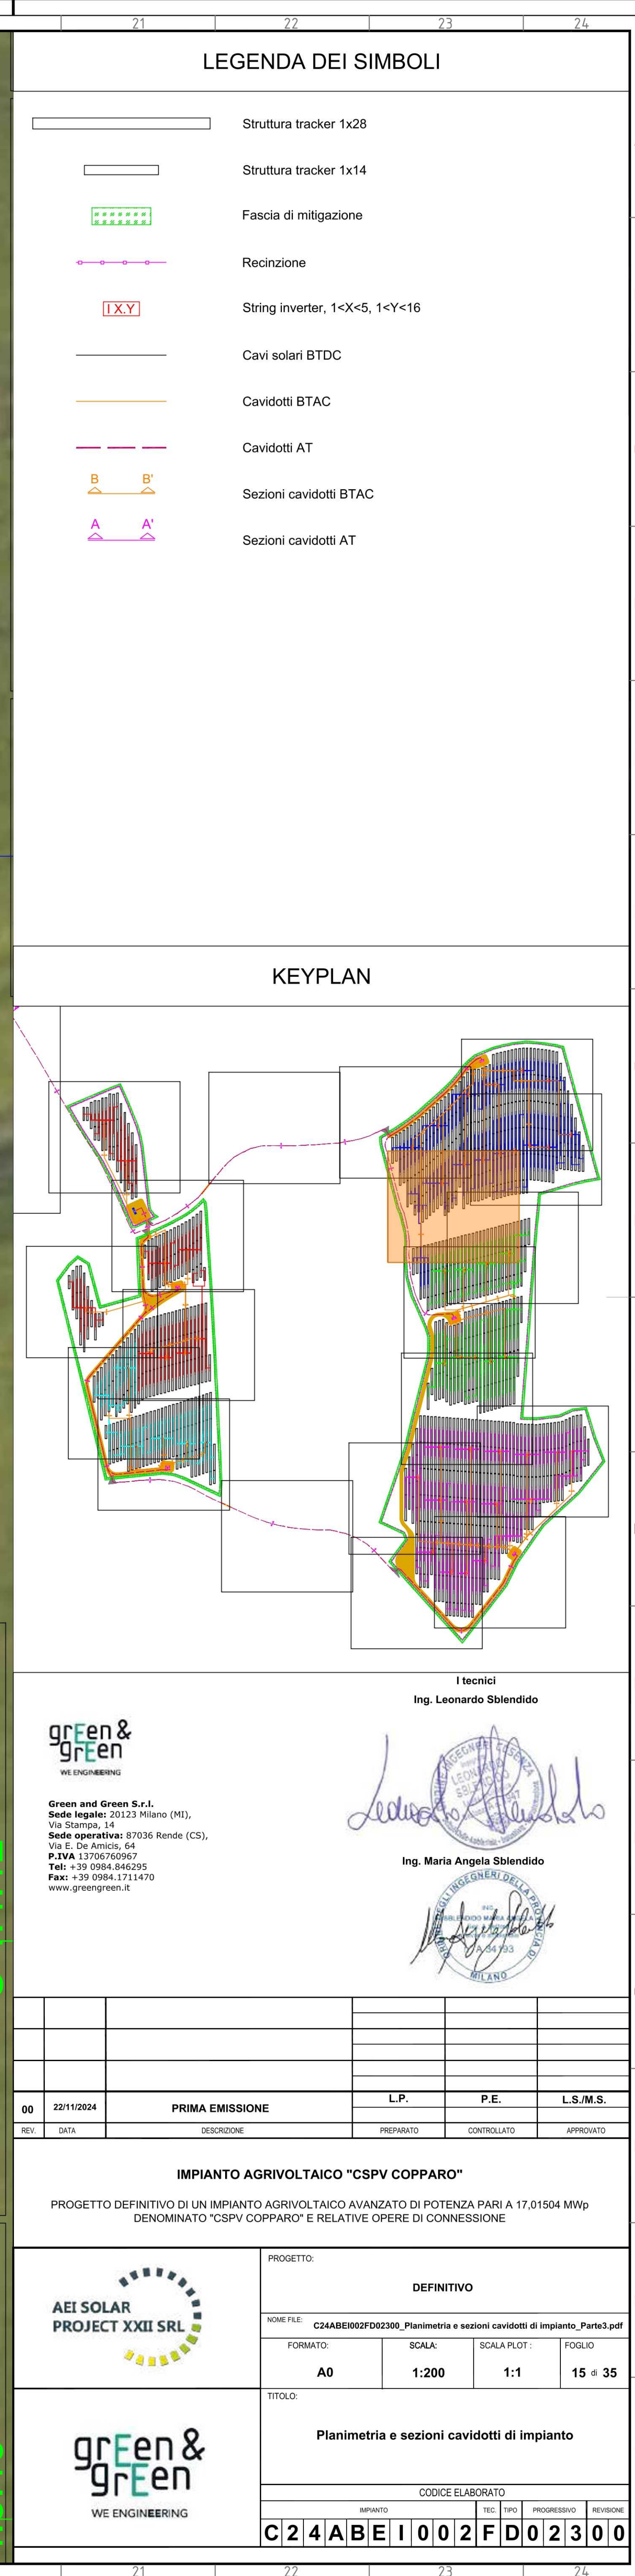 21 22 23 24
LEGENDA DEI SIMBOLI
Struttura tracker 1x28
Struttura tracker 1x14
Fascia di mitigazione
Recinzione
I X.Y String inverter, 1<X<5, 1<Y<16
Cavi solari BTDC
Cavidotti BTAC
Cavidotti AT
B B'
Sezioni cavidotti BTAC
A A'
Sezioni cavidotti AT
KEYPLAN
I tecnici
Ing. Leonardo Sblendido
grEen &
grEen
WE ENGINEERING
Green and Green S.r.l.
Sede legale: 20123 Milano (MI),
Via Stampa, 14
Sede operativa: 87036 Rende (CS),
Via E. De Amicis, 64
P.IVA 13706760967
Tel: +39 0984.846295
Fax: +39 0984.1711470
www.greengreen.it
Ing. Maria Angela Sblendido
MILANO
00 22/11/2024 PRIMA EMISSIONE L.P. P.E. L.S./M.S.
REV. DATA DESCRIZIONE PREPARATO CONTROLLATO APPROVATO
IMPIANTO AGRIVOLTAICO "CSPV COPPARO"
PROGETTO DEFINITIVO DI UN IMPIANTO AGRIVOLTAICO AVANZATO DI POTENZA PARI A 17,01504 MWp
DENOMINATO "CSPV COPPARO" E RELATIVE OPERE DI CONNESSIONE
AEI SOLAR
PROJECT XXII SRL
PROGETTO:
DEFINITIVO
NOME FILE: C24ABEI002FD02300_Planimetria e sezioni cavidotti di impianto_Parte3.pdf
FORMATO: SCALA: SCALA PLOT : FOGLIO
A0 1:200 1:1 15 di 35
TITOLO:
Planimetria e sezioni cavidotti di impianto
grEen &
grEen
WE ENGINEERING
CODICE ELABORATO
IMPIANTO TEC. TIPO PROGRESSIVO REVISIONE
C 2 4 A B E I 0 0 2 F D 0 2 3 0 0
21 22 23 24